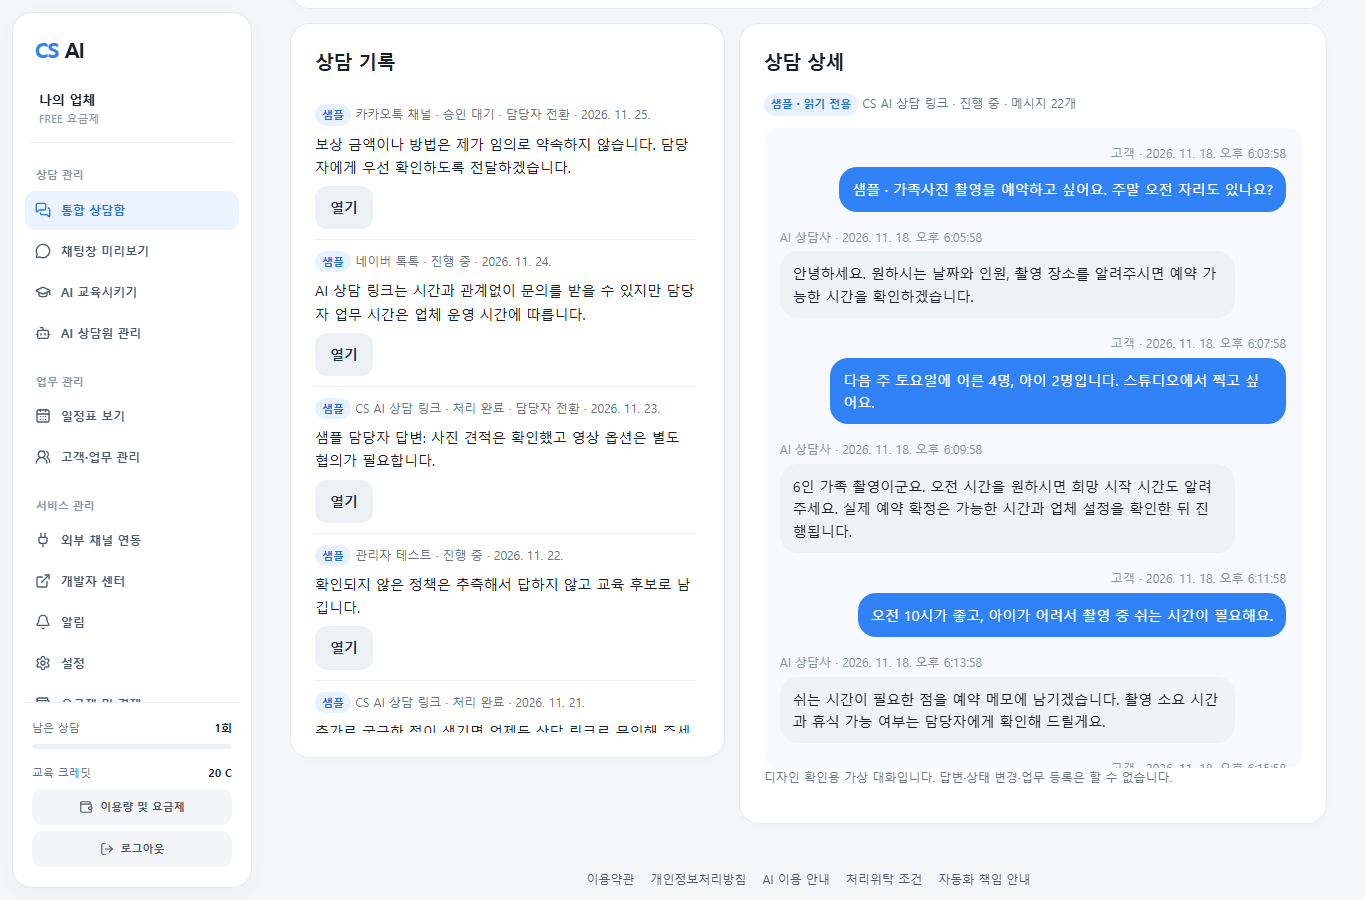 CS AI
나의 업체
FREE 요금제
상담 관리
통합 상담함
채팅창 미리보기
AI 교육시키기
AI 상담원 관리
업무 관리
일정표 보기
고객·업무 관리
서비스 관리
외부 채널 연동
개발자 센터
알림
설정
남은 상담 1회
교육 크레딧 20 C
이용량 및 요금제
로그아웃
상담 기록
샘플 카카오톡 채널 · 승인 대기 · 담당자 전환 · 2026. 11. 25.
보상 금액이나 방법은 제가 임의로 약속하지 않습니다. 담당
자에게 우선 확인하도록 전달하겠습니다.
열기
샘플 네이버 톡톡 · 진행 중 · 2026. 11. 24.
AI 상담 링크는 시간과 관계없이 문의를 받을 수 있지만 담당
자 업무 시간은 업체 운영 시간에 따릅니다.
열기
샘플 CS AI 상담 링크 · 처리 완료 · 담당자 전환 · 2026. 11. 23.
샘플 담당자 답변: 사진 견적은 확인했고 영상 옵션은 별도
협의가 필요합니다.
열기
샘플 관리자 테스트 · 진행 중 · 2026. 11. 22.
확인되지 않은 정책은 추측해서 답하지 않고 교육 후보로 남
깁니다.
열기
샘플 CS AI 상담 링크 · 처리 완료 · 2026. 11. 21.
추가로 궁금한 점이 생기면 언제든 상담 링크로 문의해 주세
상담 상세
샘플 · 읽기 전용 CS AI 상담 링크 · 진행 중 · 메시지 22개
고객 · 2026. 11. 18. 오후 6:03:58
샘플 · 가족사진 촬영을 예약하고 싶어요. 주말 오전 자리도 있나요?
AI 상담사 · 2026. 11. 18. 오후 6:05:58
안녕하세요. 원하시는 날짜와 인원, 촬영 장소를 알려주시면 예약 가
능한 시간을 확인하겠습니다.
고객 · 2026. 11. 18. 오후 6:07:58
다음 주 토요일에 어른 4명, 아이 2명입니다. 스튜디오에서 찍고 싶
어요.
AI 상담사 · 2026. 11. 18. 오후 6:09:58
6인 가족 촬영이군요. 오전 시간을 원하시면 희망 시작 시간도 알려
주세요. 실제 예약 확정은 가능한 시간과 업체 설정을 확인한 뒤 진
행됩니다.
고객 · 2026. 11. 18. 오후 6:11:58
오전 10시가 좋고, 아이가 어려서 촬영 중 쉬는 시간이 필요해요.
AI 상담사 · 2026. 11. 18. 오후 6:13:58
쉬는 시간이 필요한 점을 예약 메모에 남기겠습니다. 촬영 소요 시간
과 휴식 가능 여부는 담당자에게 확인해 드릴게요.
고객 · 2026. 11. 18. 오후 6:15:58
디자인 확인용 가상 대화입니다. 답변·상태 변경·업무 등록은 할 수 없습니다.
이용약관 개인정보처리방침 AI 이용 안내 처리위탁 조건 자동화 책임 안내